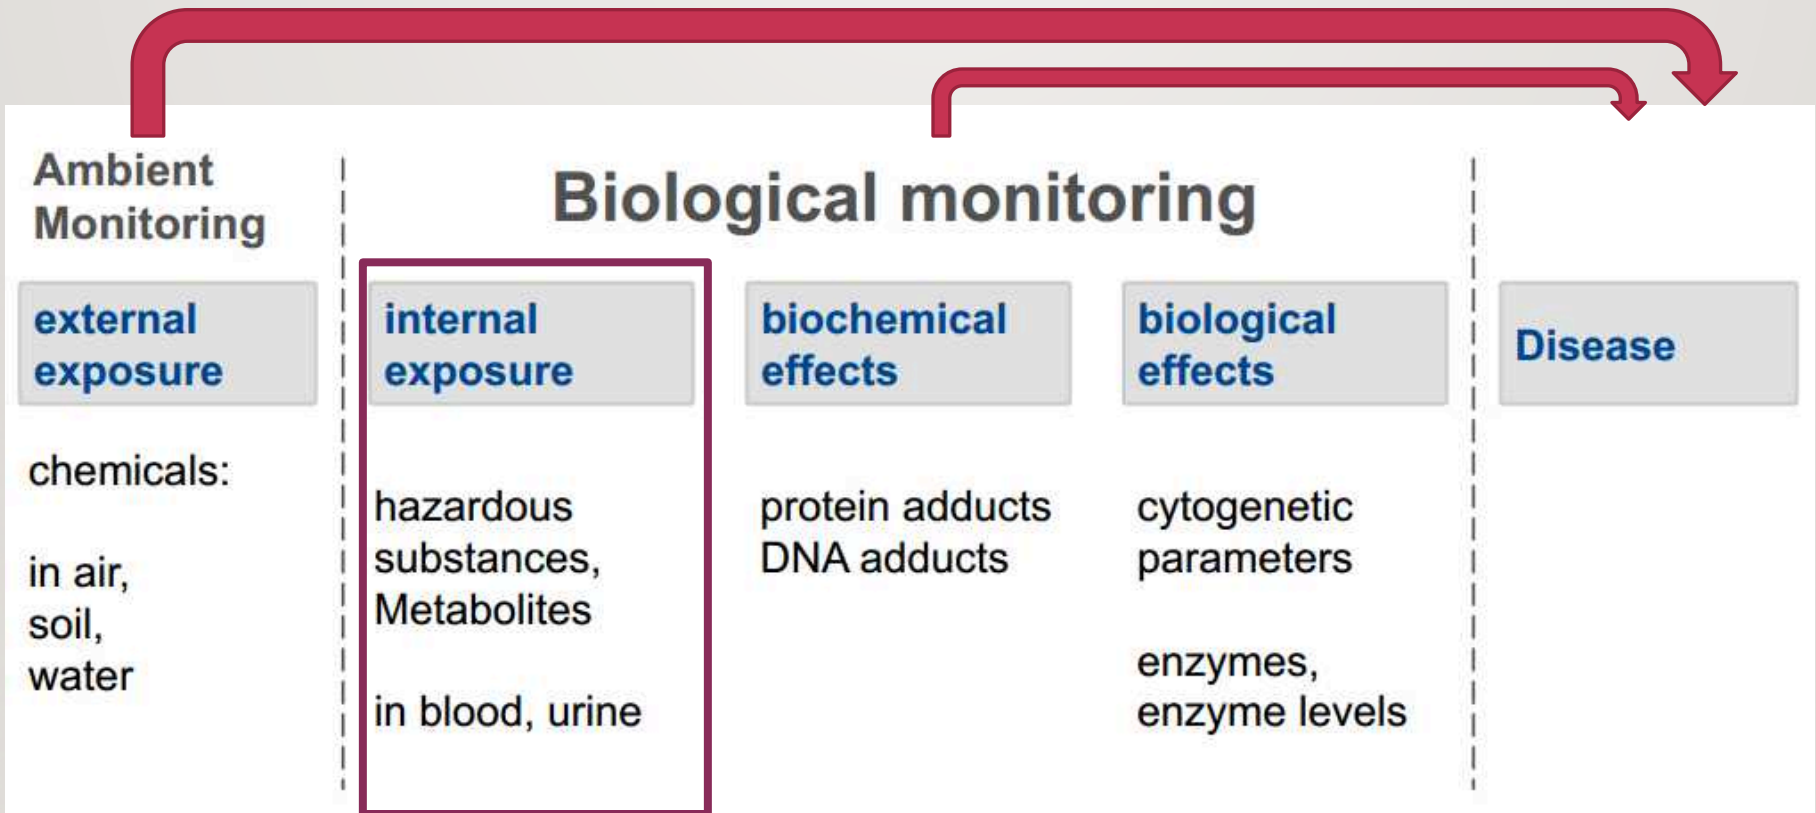 Ambient
Monitoring
Biological monitoring
external
exposure
internal
exposure
biochemical
effects
biological
effects
Disease
chemicals:
in air,
soil,
water
hazardous
substances,
Metabolites
in blood, urine
protein adducts
DNA adducts
cytogenetic
parameters
enzymes,
enzyme levels